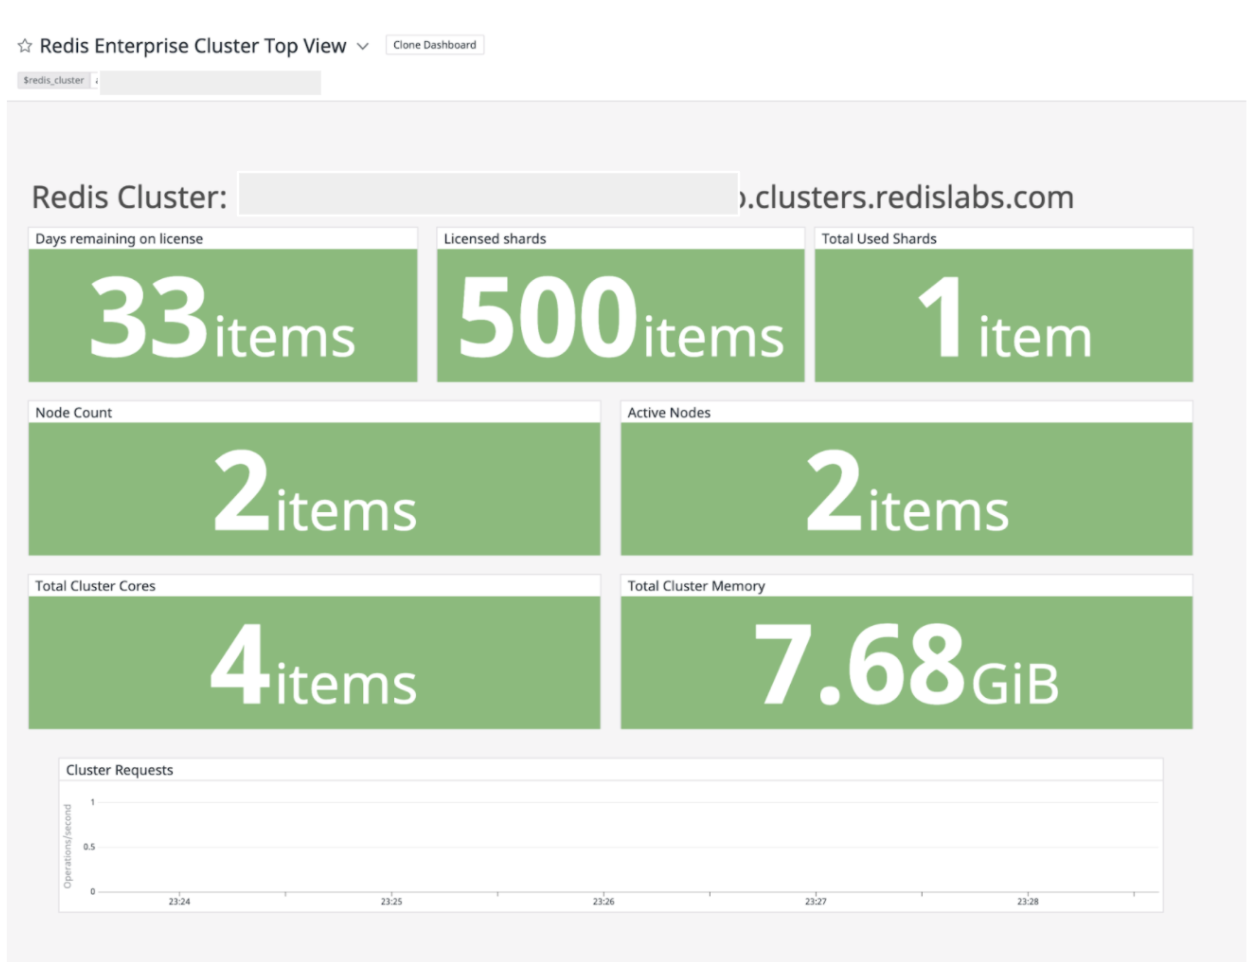 Redis Enterprise Cluster Top View Clone Dashboard
$redis_cluster
Redis Cluster: .clusters.redislabs.com
Days remaining on license Licensed shards Total Used Shards
33 items 500 items 1 item
Node Count Active Nodes
2 items 2 items
Total Cluster Cores Total Cluster Memory
4 items 7.68 GiB
Cluster Requests
Operations/second
1
0.5
0
23:24 23:25 23:26 23:27 23:28